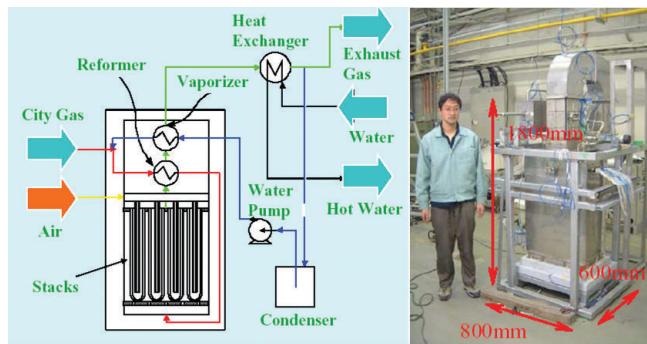 Heat
Exchanger
Exhaust
Gas
Reformer
Vaporizer
City Gas
Water
Air
Water
Pump
Hot Water
Stacks
Condenser
M
1800mm
600mm
800mm